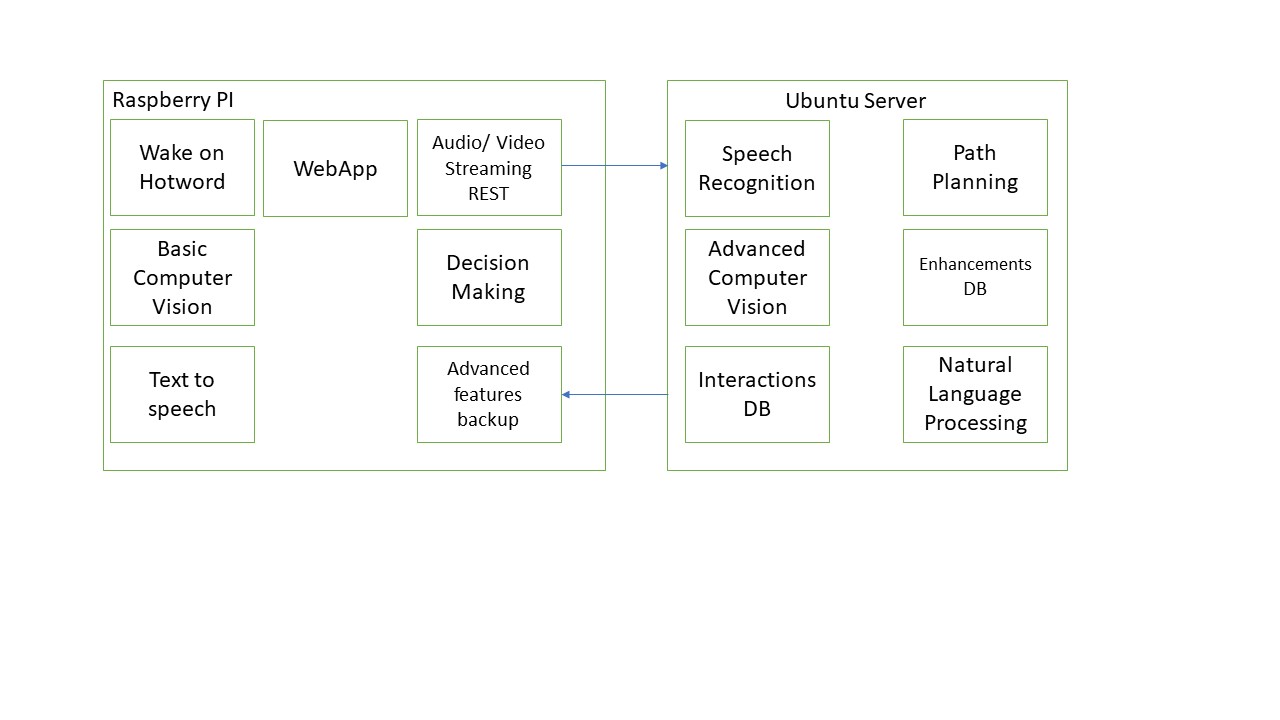 Raspberry PI
Wake on
Hotword
WebApp
Audio/ Video
Streaming
REST
Basic
Computer
Vision
Decision
Making
Text to
speech
Advanced
features
backup
Ubuntu Server
Speech
Recognition
Path
Planning
Advanced
Computer
Vision
Enhancements
DB
Interactions
DB
Natural
Language
Processing